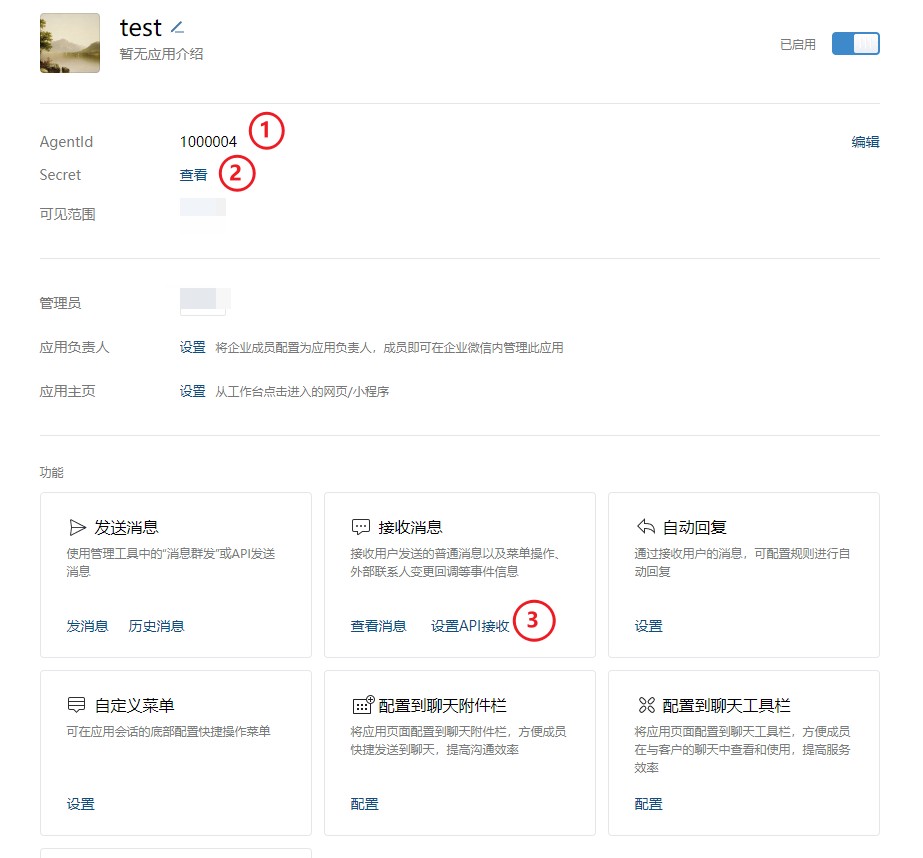 test
暂无应用介绍
已启用
AgentId 1000004 ① 编辑
Secret 查看 ②
可见范围
管理员
应用负责人 设置 将企业成员配置为应用负责人，成员即可在企业微信内管理此应用
应用主页 设置 从工作台点击进入的网页/小程序
功能
发送消息
使用管理工具中的“消息群发”或API发送
消息
发消息 历史消息
接收消息
接收用户发送的普通消息以及菜单操作、
外部联系人变更回调等事件信息
查看消息 设置API接收 ③
自动回复
通过接收用户的消息，可配置规则进行自
动回复
设置
自定义菜单
可在应用会话的底部配置快捷操作菜单
设置
配置到聊天附件栏
将应用页面配置到聊天附件栏，方便成员
快捷发送到聊天，提高沟通效率
配置
配置到聊天工具栏
将应用页面配置到聊天工具栏，方便成员
在与客户的聊天中查看和使用，提高服务
效率
配置